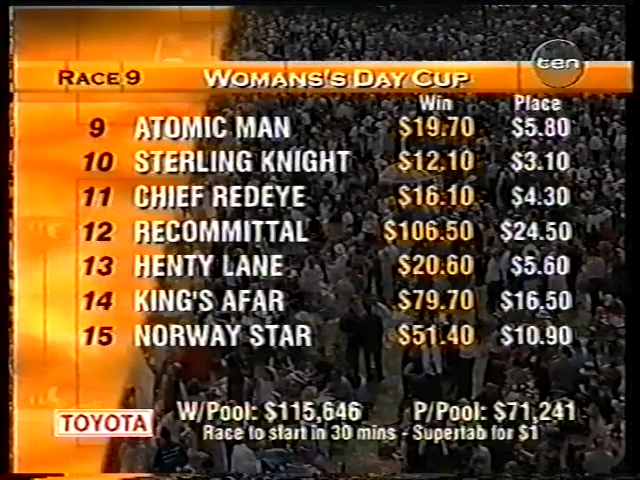 ten
RACE 9 WOMANS'S DAY CUP
Win Place
9 ATOMIC MAN $19.70 $5.80
10 STERLING KNIGHT $12.10 $3.10
11 CHIEF REDEYE $16.10 $4.30
12 RECOMMITTAL $106.50 $24.50
13 HENTY LANE $20.60 $5.60
14 KING'S AFAR $79.70 $16.50
15 NORWAY STAR $51.40 $10.90
TOYOTA W/Pool: $115,646 P/Pool: $71,241
Race to start in 30 mins - Supertab for $1